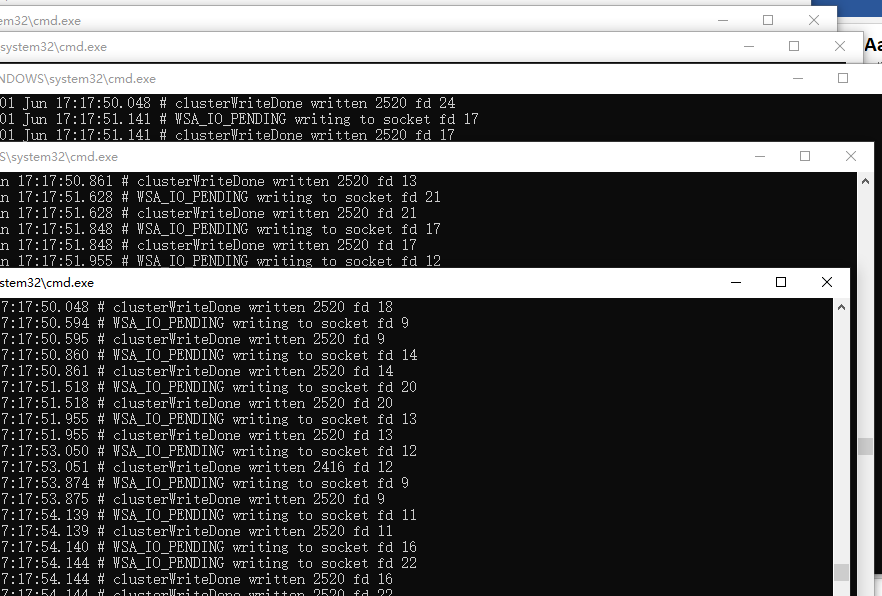 em32\cmd.exe
system32\cmd.exe
Aa
NDOWS\system32\cmd.exe
01 Jun 17:17:50.048 # clusterWriteDone written 2520 fd 24
01 Jun 17:17:51.141 # WSA_IO_PENDING writing to socket fd 17
01 Jun 17:17:51.141 # clusterWriteDone written 2520 fd 17
S\system32\cmd.exe
n 17:17:50.861 # clusterWriteDone written 2520 fd 13
n 17:17:51.628 # WSA_IO_PENDING writing to socket fd 21
n 17:17:51.628 # clusterWriteDone written 2520 fd 21
n 17:17:51.848 # WSA_IO_PENDING writing to socket fd 17
n 17:17:51.848 # clusterWriteDone written 2520 fd 17
n 17:17:51.955 # WSA_IO_PENDING writing to socket fd 12
stem32\cmd.exe
7:17:50.048 # clusterWriteDone written 2520 fd 18
7:17:50.594 # WSA_IO_PENDING writing to socket fd 9
7:17:50.595 # clusterWriteDone written 2520 fd 9
7:17:50.860 # WSA_IO_PENDING writing to socket fd 14
7:17:50.861 # clusterWriteDone written 2520 fd 14
7:17:51.518 # WSA_IO_PENDING writing to socket fd 20
7:17:51.518 # clusterWriteDone written 2520 fd 20
7:17:51.955 # WSA_IO_PENDING writing to socket fd 13
7:17:51.955 # clusterWriteDone written 2520 fd 13
7:17:53.050 # WSA_IO_PENDING writing to socket fd 12
7:17:53.051 # clusterWriteDone written 2416 fd 12
7:17:53.874 # WSA_IO_PENDING writing to socket fd 9
7:17:53.875 # clusterWriteDone written 2520 fd 9
7:17:54.139 # WSA_IO_PENDING writing to socket fd 11
7:17:54.139 # clusterWriteDone written 2520 fd 11
7:17:54.140 # WSA_IO_PENDING writing to socket fd 16
7:17:54.144 # WSA_IO_PENDING writing to socket fd 22
7:17:54.144 # clusterWriteDone written 2520 fd 16
7:17:54.144 # clusterWriteDone written 2520 fd 22